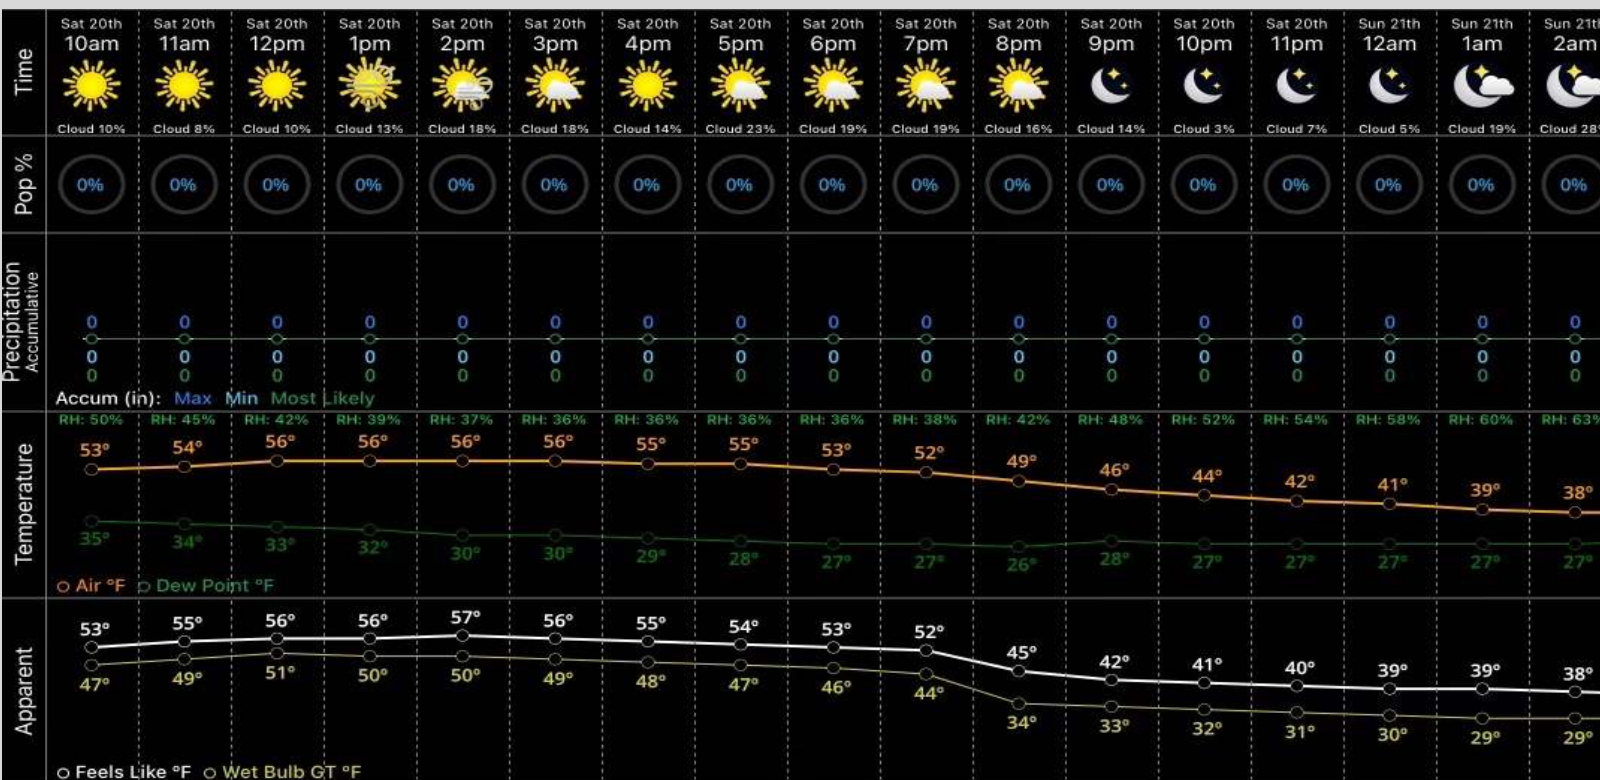 Time
Sat 20th Sat 20th Sat 20th Sat 20th Sat 20th Sat 20th Sat 20th Sat 20th Sat 20th Sat 20th Sat 20th Sat 20th Sat 20th Sat 20th Sun 21th Sun 21th Sun 21th
10am 11am 12pm 1pm 2pm 3pm 4pm 5pm 6pm 7pm 8pm 9pm 10pm 11pm 12am 1am 2am
Cloud 10% Cloud 8% Cloud 10% Cloud 13% Cloud 18% Cloud 18% Cloud 14% Cloud 23% Cloud 19% Cloud 19% Cloud 16% Cloud 14% Cloud 3% Cloud 7% Cloud 5% Cloud 19% Cloud 28%
Pop %
0% 0% 0% 0% 0% 0% 0% 0% 0% 0% 0% 0% 0% 0% 0% 0% 0%
Precipitation
Accumulative
0 0 0 0 0 0 0 0 0 0 0 0 0 0 0 0 0
0 0 0 0 0 0 0 0 0 0 0 0 0 0 0 0 0
0 0 0 0 0 0 0 0 0 0 0 0 0 0 0 0 0
Accum (in): Max Min Most Likely
Temperature
RH: 50% RH: 45% RH: 42% RH: 39% RH: 37% RH: 36% RH: 36% RH: 36% RH: 36% RH: 38% RH: 42% RH: 48% RH: 52% RH: 54% RH: 58% RH: 60% RH: 63%
53° 54° 56° 56° 56° 56° 55° 55° 53° 52° 49° 46° 44° 42° 41° 39° 38°
35° 34° 33° 32° 30° 30° 29° 28° 27° 27° 26° 28° 27° 27° 27° 27° 27°
Air °F Dew Point °F
Apparent
53° 55° 56° 56° 57° 56° 55° 54° 53° 52° 45° 42° 41° 40° 39° 39° 38°
47° 49° 51° 50° 50° 49° 48° 47° 46° 44° 34° 33° 32° 31° 30° 29° 29°
Feels Like °F Wet Bulb GT °F